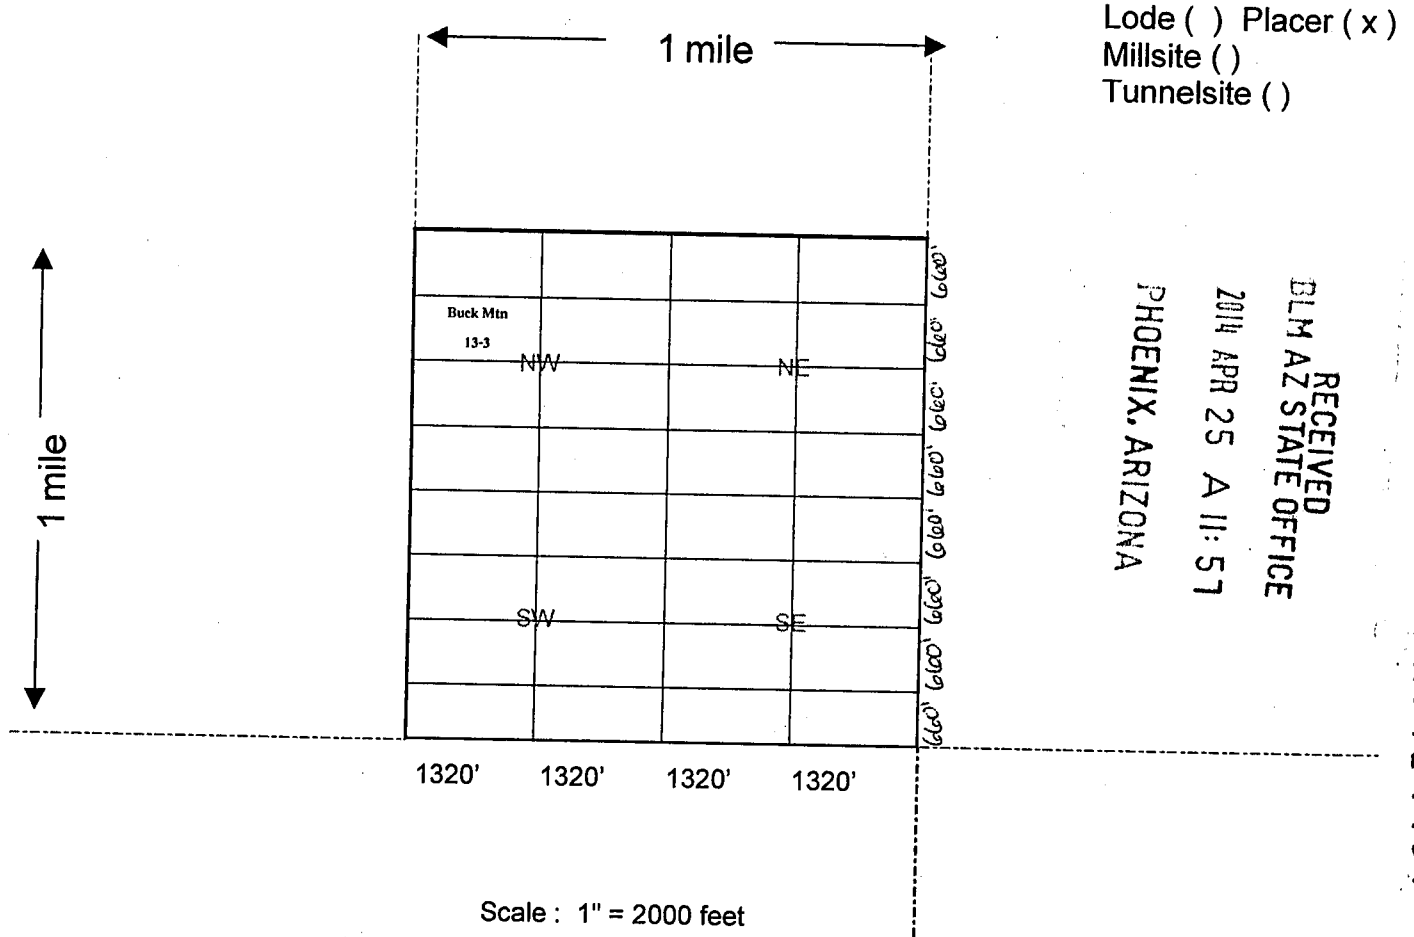 1 mile
Lode ( ) Placer ( x )
Millsite ( )
Tunnelsite ( )
1 mile
Buck Mtn
13-3
NW
NE
SW
SE
660'
660'
660'
660'
660'
660'
660'
660'
1320' 1320' 1320' 1320'
Scale : 1" = 2000 feet
RECEIVED
BLM AZ STATE OFFICE
2014 APR 25 A 11: 57
PHOENIX, ARIZONA